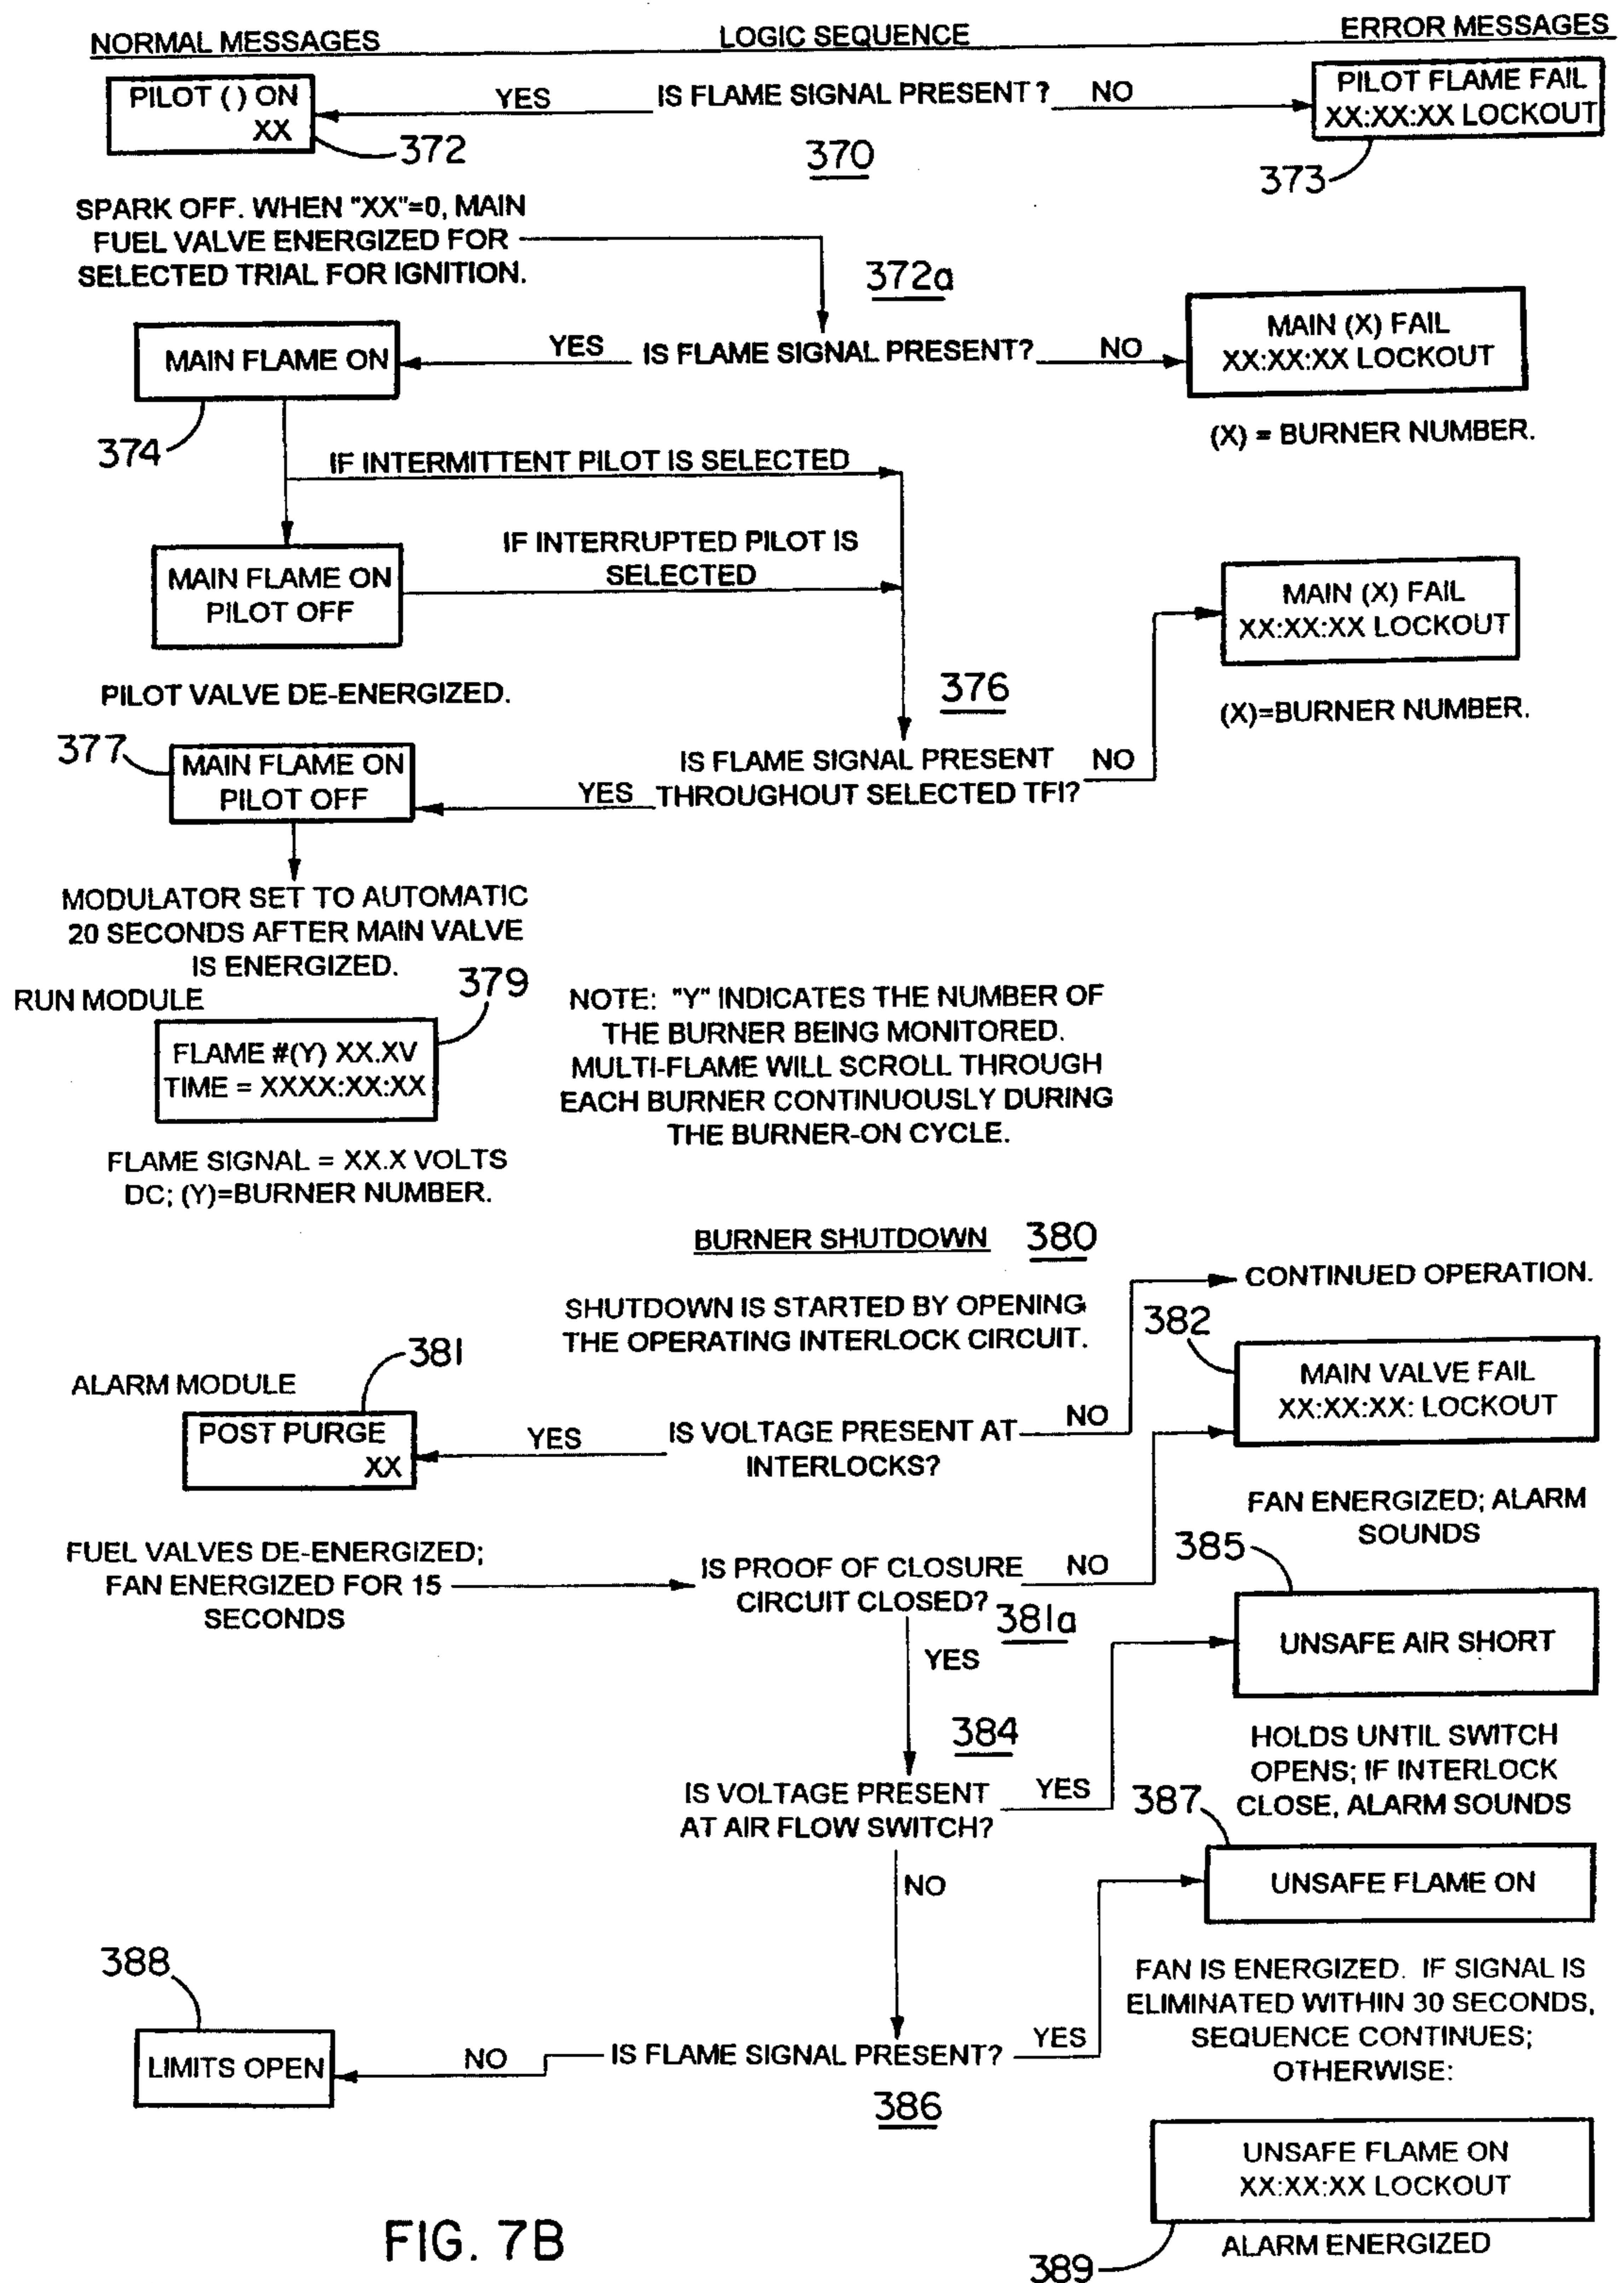 NORMAL MESSAGES
LOGIC SEQUENCE
ERROR MESSAGES
PILOT ( ) ON
XX
372
YES
IS FLAME SIGNAL PRESENT?
NO
370
PILOT FLAME FAIL
XX:XX:XX LOCKOUT
373
SPARK OFF. WHEN "XX"=0, MAIN
FUEL VALVE ENERGIZED FOR
SELECTED TRIAL FOR IGNITION.
372a
MAIN FLAME ON
374
YES
IS FLAME SIGNAL PRESENT?
NO
MAIN (X) FAIL
XX:XX:XX LOCKOUT
(X) = BURNER NUMBER.
IF INTERMITTENT PILOT IS SELECTED
MAIN FLAME ON
PILOT OFF
IF INTERRUPTED PILOT IS
SELECTED
MAIN (X) FAIL
XX:XX:XX LOCKOUT
(X)=BURNER NUMBER.
PILOT VALVE DE-ENERGIZED.
376
377
MAIN FLAME ON
PILOT OFF
YES
IS FLAME SIGNAL PRESENT
THROUGHOUT SELECTED TFI?
NO
MODULATOR SET TO AUTOMATIC
20 SECONDS AFTER MAIN VALVE
IS ENERGIZED.
RUN MODULE
379
FLAME #(Y) XX.XV
TIME = XXXX:XX:XX
FLAME SIGNAL = XX.X VOLTS
DC; (Y)=BURNER NUMBER.
NOTE: "Y" INDICATES THE NUMBER OF
THE BURNER BEING MONITORED.
MULTI-FLAME WILL SCROLL THROUGH
EACH BURNER CONTINUOUSLY DURING
THE BURNER-ON CYCLE.
BURNER SHUTDOWN
380
SHUTDOWN IS STARTED BY OPENING
THE OPERATING INTERLOCK CIRCUIT.
CONTINUED OPERATION.
382
MAIN VALVE FAIL
XX:XX:XX: LOCKOUT
FAN ENERGIZED; ALARM
SOUNDS
ALARM MODULE
381
POST PURGE
XX
YES
IS VOLTAGE PRESENT AT
INTERLOCKS?
NO
FUEL VALVES DE-ENERGIZED;
FAN ENERGIZED FOR 15
SECONDS
IS PROOF OF CLOSURE
CIRCUIT CLOSED?
381a
NO
YES
385
UNSAFE AIR SHORT
HOLDS UNTIL SWITCH
OPENS; IF INTERLOCK
CLOSE, ALARM SOUNDS
384
IS VOLTAGE PRESENT
AT AIR FLOW SWITCH?
YES
NO
387
UNSAFE FLAME ON
FAN IS ENERGIZED. IF SIGNAL IS
ELIMINATED WITHIN 30 SECONDS,
SEQUENCE CONTINUES;
OTHERWISE:
388
LIMITS OPEN
NO
IS FLAME SIGNAL PRESENT?
YES
386
UNSAFE FLAME ON
XX:XX:XX LOCKOUT
389
ALARM ENERGIZED
FIG. 7B